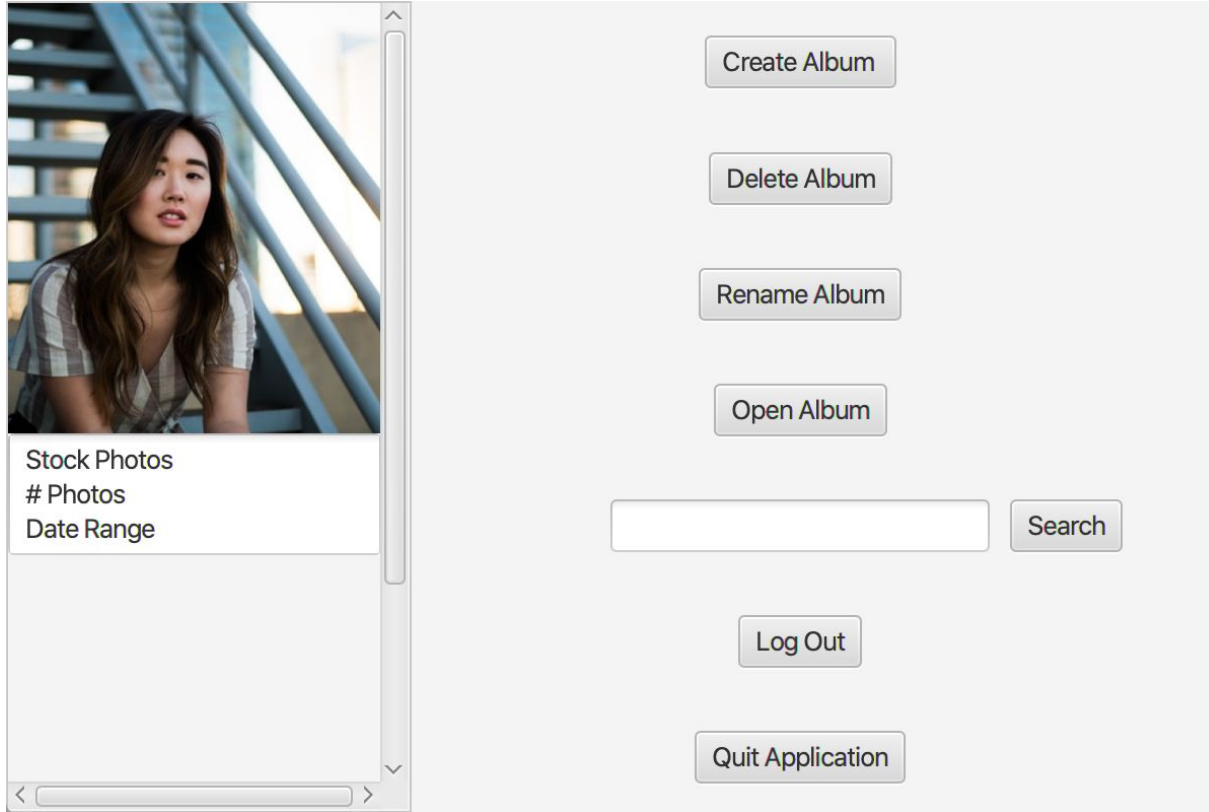 Stock Photos
# Photos
Date Range
Create Album
Delete Album
Rename Album
Open Album
Search
Log Out
Quit Application